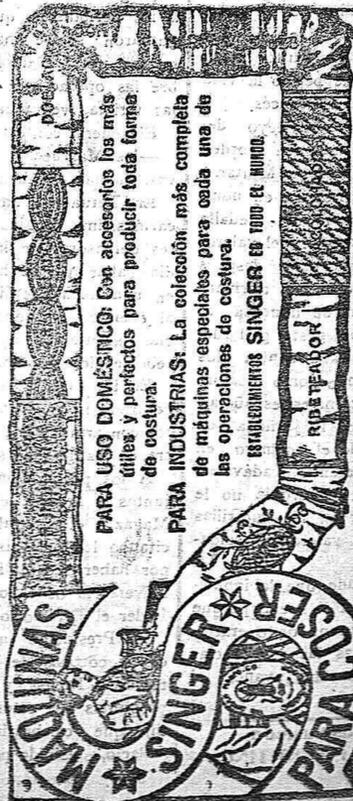 MÁQUINAS
SINGER
PARA COSER
PARA USO DOMÉSTICO: Con accesorios los más
útiles y perfectos para producir toda forma
de costura.
PARA INDUSTRIAS: La colección más completa
de máquinas especiales para cada una de
las operaciones de costura.
ESTABLECIMIENTOS SINGER EN TODO EL MUNDO.
RIBETEADOR